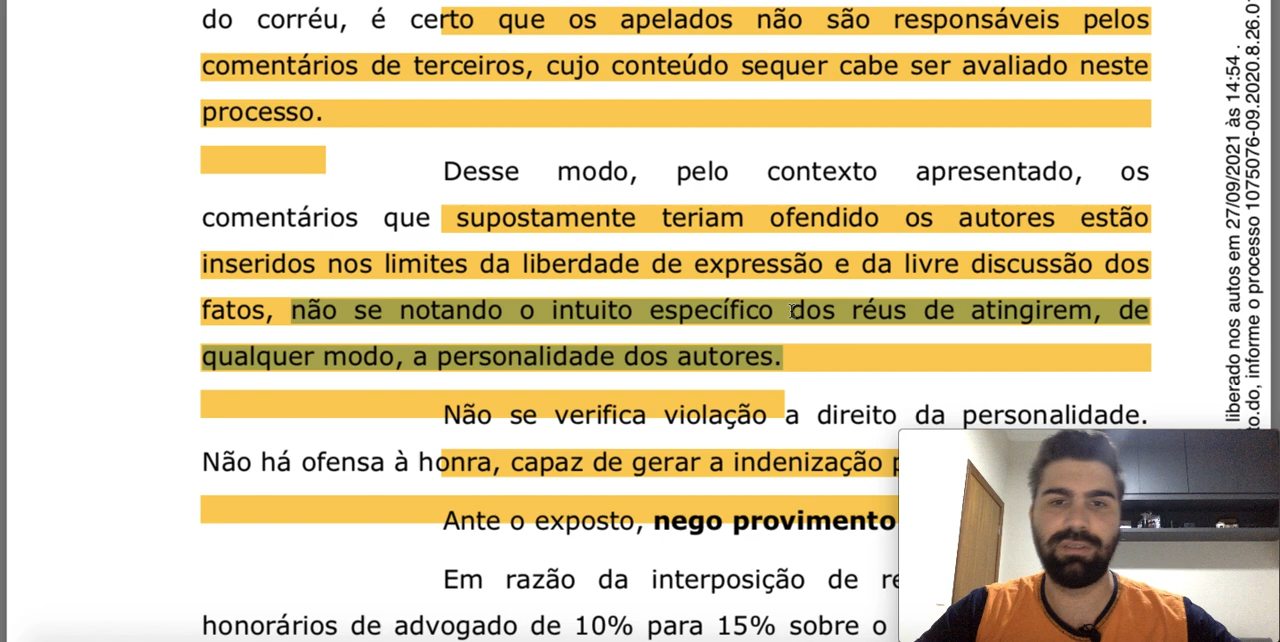 do corréu, é certo que os apelados não são responsáveis pelos
comentários de terceiros, cujo conteúdo sequer cabe ser avaliado neste
processo.
Desse modo, pelo contexto apresentado, os
comentários que supostamente teriam ofendido os autores estão
inseridos nos limites da liberdade de expressão e da livre discussão dos
fatos, não se notando o intuito específico dos réus de atingirem, de
qualquer modo, a personalidade dos autores.
Não se verifica violação a direito da personalidade.
Não há ofensa à honra, capaz de gerar a indenização
Ante o exposto, nego provimento
Em razão da interposição de
honorários de advogado de 10% para 15% sobre o
liberado nos autos em 27/09/2021 às 14:54 .
to.do, informe o processo 1075076-09.2020.8.26.0